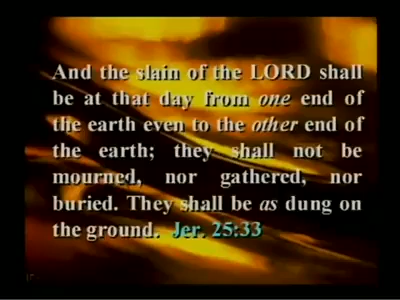 And the slain of the LORD shall
be at that day from one end of
the earth even to the other end of
the earth; they shall not be
mourned, nor gathered, nor
buried. They shall be as dung on
the ground. Jer. 25:33